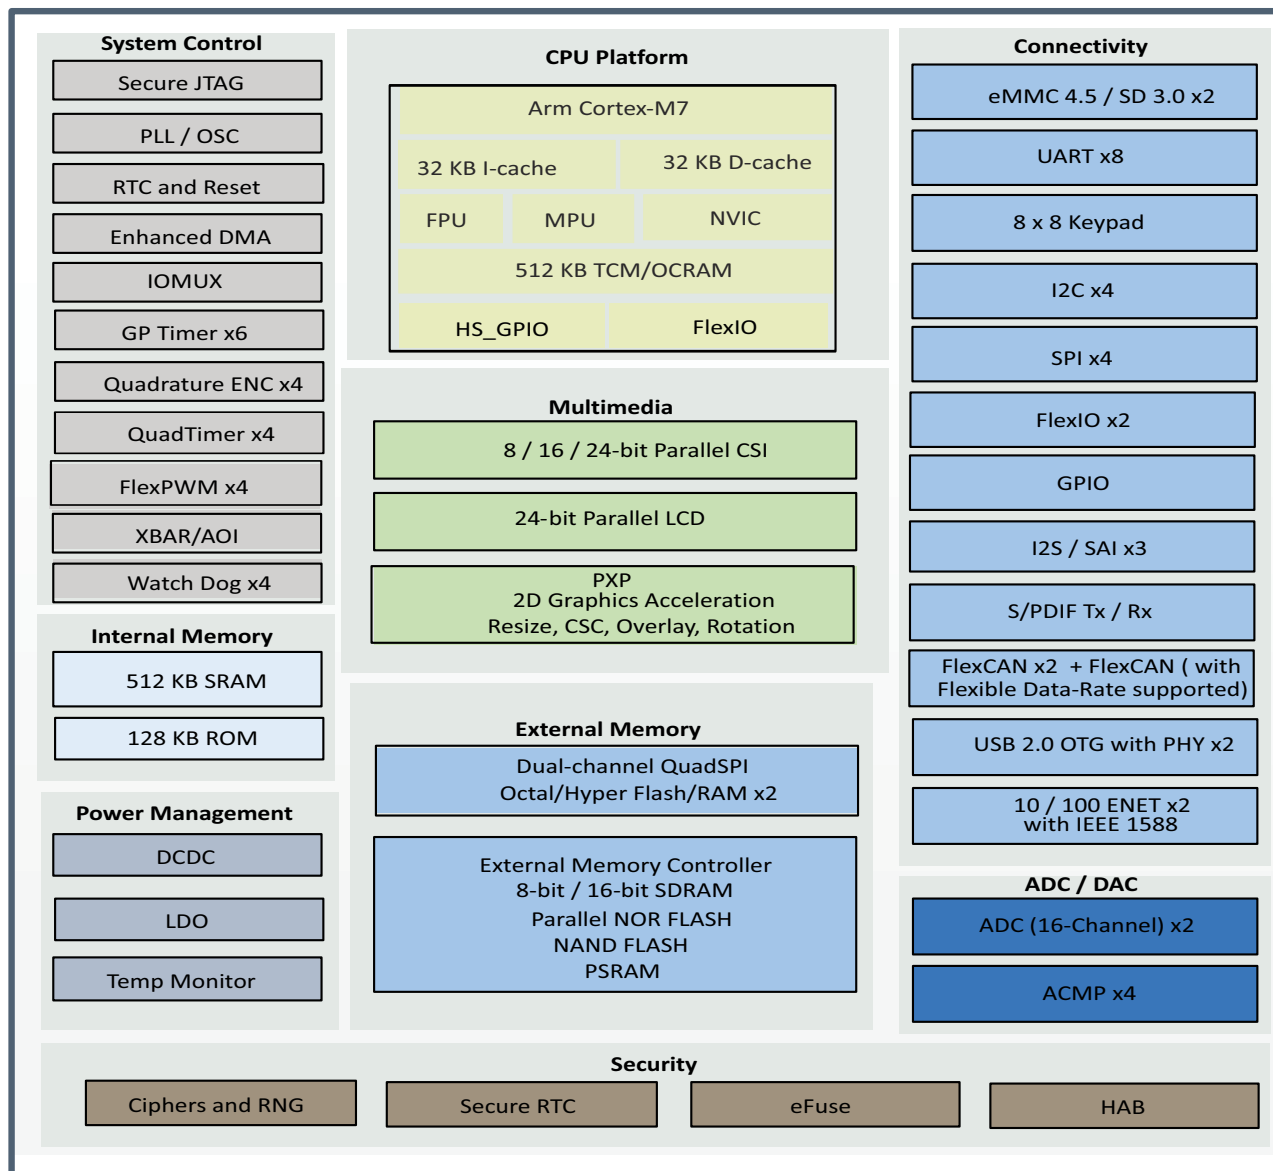 System Control
Secure JTAG
PLL / OSC
RTC and Reset
Enhanced DMA
IOMUX
GP Timer x6
Quadrature ENC x4
QuadTimer x4
FlexPWM x4
XBAR/AOI
Watch Dog x4
Internal Memory
512 KB SRAM
128 KB ROM
Power Management
DCDC
LDO
Temp Monitor
CPU Platform
Arm Cortex-M7
32 KB I-cache
32 KB D-cache
FPU
MPU
NVIC
512 KB TCM/OCRAM
HS_GPIO
FlexIO
Multimedia
8 / 16 / 24-bit Parallel CSI
24-bit Parallel LCD
PXP
2D Graphics Acceleration
Resize, CSC, Overlay, Rotation
External Memory
Dual-channel QuadSPI
Octal/Hyper Flash/RAM x2
External Memory Controller
8-bit / 16-bit SDRAM
Parallel NOR FLASH
NAND FLASH
PSRAM
Connectivity
eMMC 4.5 / SD 3.0 x2
UART x8
8 x 8 Keypad
I2C x4
SPI x4
FlexIO x2
GPIO
I2S / SAI x3
S/PDIF Tx / Rx
FlexCAN x2 + FlexCAN ( with
Flexible Data-Rate supported)
USB 2.0 OTG with PHY x2
10 / 100 ENET x2
with IEEE 1588
ADC / DAC
ADC (16-Channel) x2
ACMP x4
Security
Ciphers and RNG
Secure RTC
eFuse
HAB